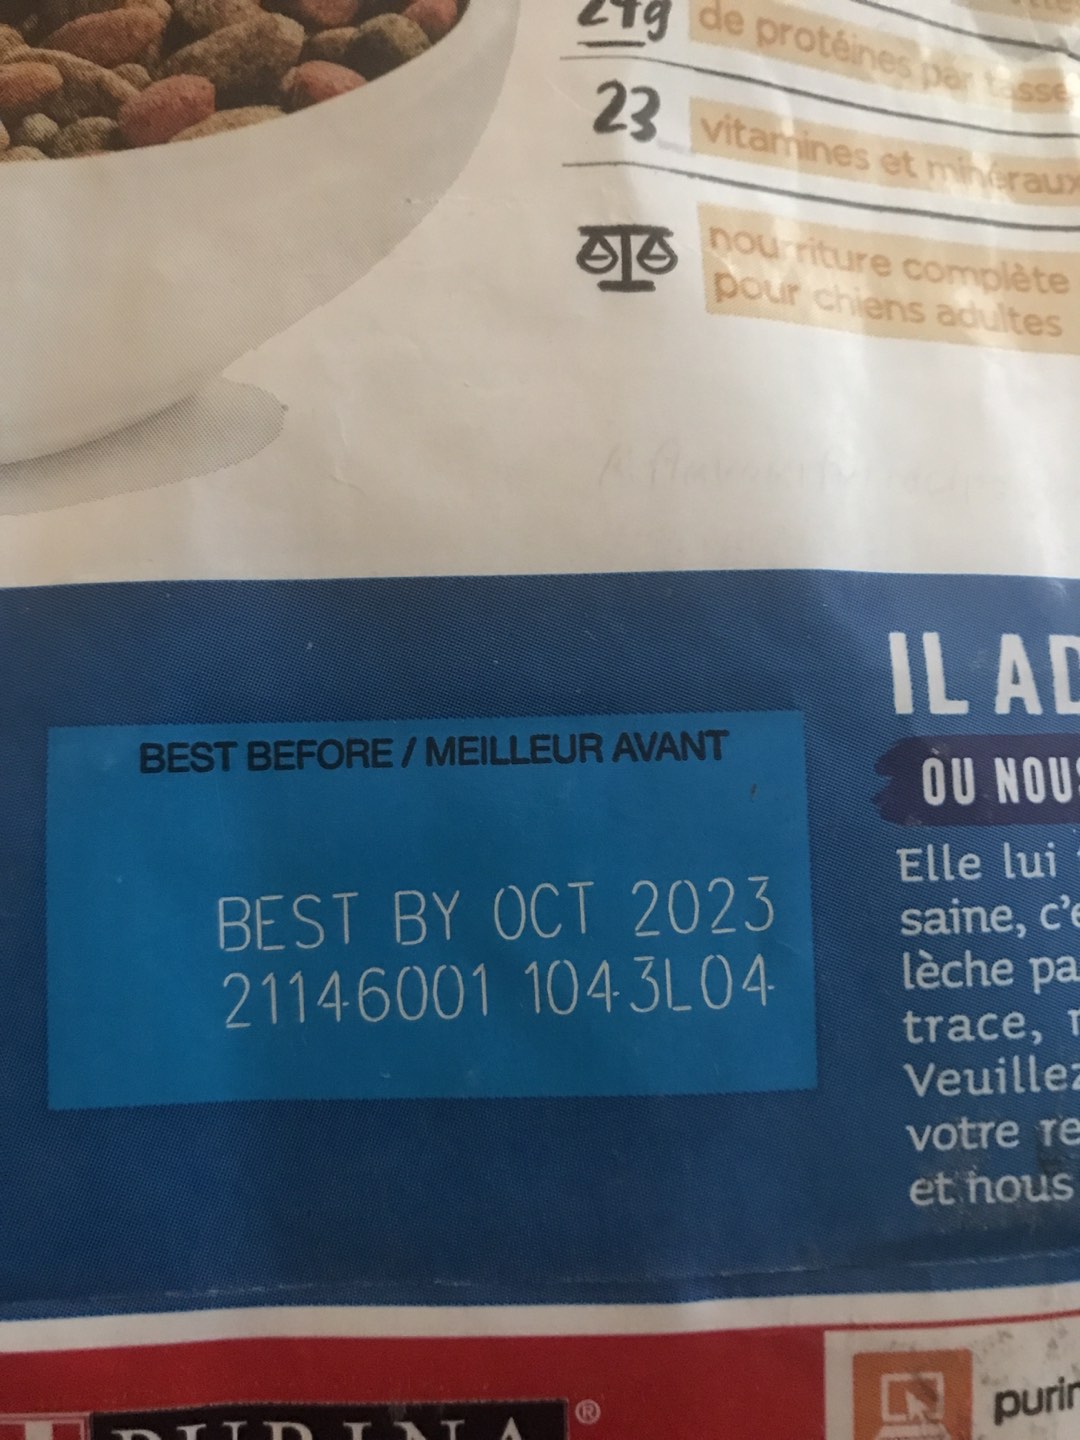 24g de protéines par tasse
23 vitamines et minéraux
nourriture complète
pour chiens adultes
BEST BEFORE / MEILLEUR AVANT
BEST BY OCT 2023
21146001 1043L04
IL AD
OÙ NOUS
Elle lui
saine, c'e
lèche pa
trace,
Veuillez
votre re
et nous
PURINA®
purin